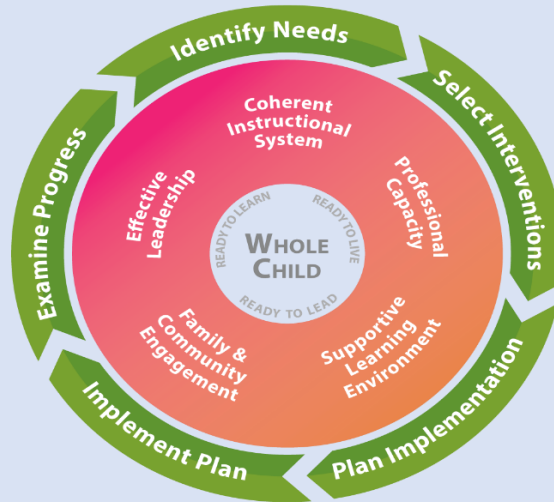 Identify Needs
Select Interventions
Plan Implementation
Implement Plan
Examine Progress
Coherent
Instructional
System
Professional
Capacity
Supportive
Learning
Environment
Family &
Community
Engagement
Effective
Leadership
READY TO LEARN
READY TO LIVE
READY TO LEAD
WHOLE
CHILD